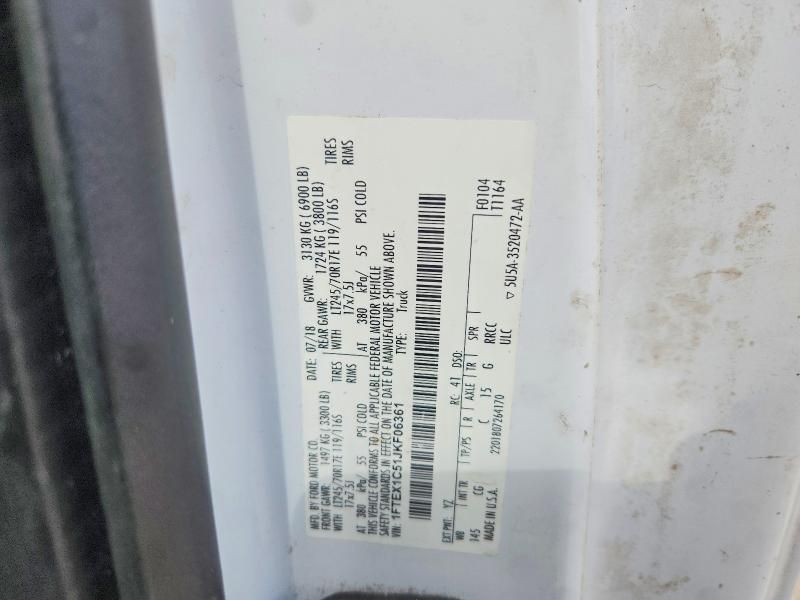 MFD. BY FORD MOTOR CO.
DATE: 07/18 GVWR: 3130 KG ( 6900 LB)
FRONT GAWR: 1497 KG ( 3300 LB) REAR GAWR: 1724 KG ( 3800 LB)
WITH LT245/70R17E 119/116S TIRES WITH LT245/70R17E 119/116S TIRES
17x7.5J RIMS 17x7.5J RIMS
AT 380 kPa/ 55 PSI COLD AT 380 kPa/ 55 PSI COLD
THIS VEHICLE CONFORMS TO ALL APPLICABLE FEDERAL MOTOR VEHICLE
SAFETY STANDARDS IN EFFECT ON THE DATE OF MANUFACTURE SHOWN ABOVE.
VIN: 1FTEX1C51JKF06361 TYPE: Truck
EXT PNT: YZ RC: 41 DSO: F0104
WB INT TR TP/PS R AXLE TR SPR T1164
145 CG C 15 G RRCC
MADE IN U.S.A. 2201807264170 ULC
▽ 5U5A-3520472-AA